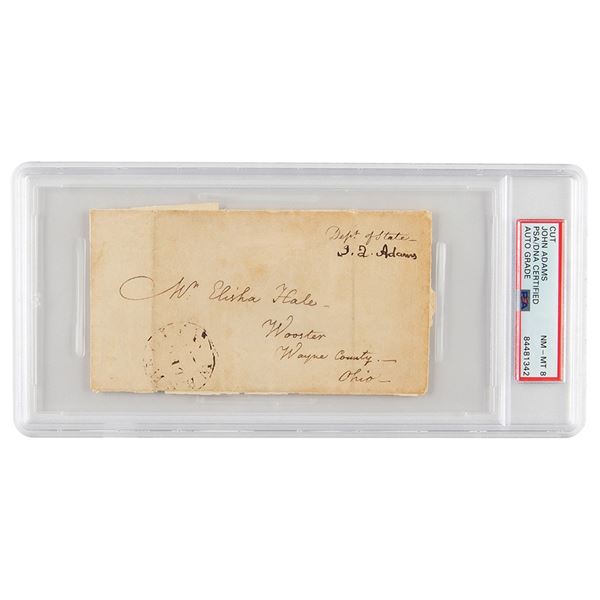 Dept of State
J. Q. Adams
Mr Elisha Hale
Wooster
Wayne County
Ohio
CUT
JOHN ADAMS
PSA/DNA CERTIFIED
AUTO GRADE
PSA
NM – MT 8
84481342